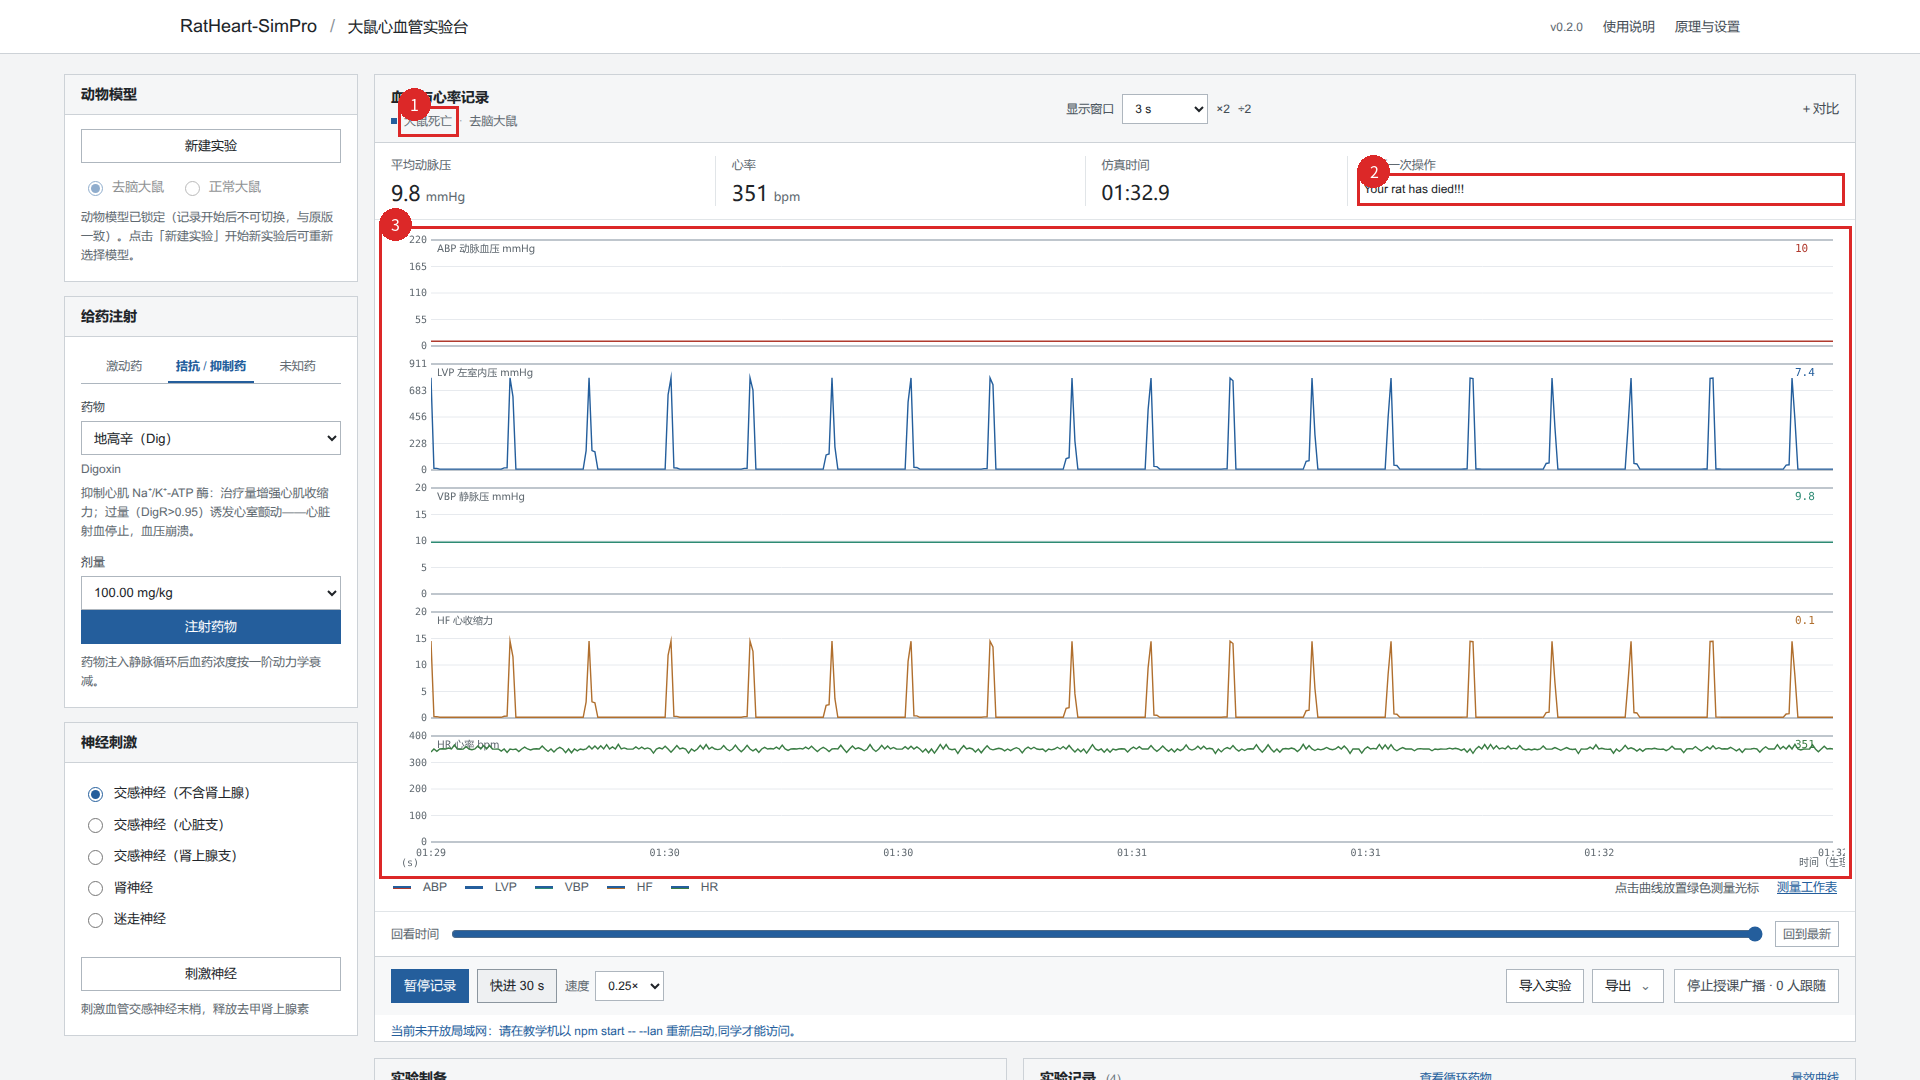 RatHeart-SimPro / 大鼠心血管实验台
v0.2.0 使用说明 原理与设置
动物模型
新建实验
去脑大鼠 正常大鼠
动物模型已锁定（记录开始后不可切换，与原版
一致）。点击「新建实验」开始新实验后可重新
选择模型。
给药注射
激动药 拮抗 / 抑制药 未知药
药物
地高辛（Dig）
Digoxin
抑制心肌 Na⁺/K⁺-ATP 酶：治疗量增强心肌收缩
力；过量（DigR>0.95）诱发心室颤动——心脏
射血停止，血压崩溃。
剂量
100.00 mg/kg
注射药物
药物注入静脉循环后血药浓度按一阶动力学衰
减。
神经刺激
交感神经（不含肾上腺）
交感神经（心脏支）
交感神经（肾上腺支）
肾神经
迷走神经
刺激神经
刺激血管交感神经末梢，释放去甲肾上腺素
心率记录
1
大鼠死亡 · 去脑大鼠
显示窗口 3 s ×2 ÷2
+ 对比
平均动脉压
9.8 mmHg
心率
351 bpm
仿真时间
01:32.9
2
一次操作
Your rat has died!!!
3
220 ABP 动脉血压 mmHg 10
165
110
55
0
911 LVP 左室内压 mmHg 7.4
683
456
228
0
20 VBP 静脉压 mmHg 9.8
15
10
5
0
20 HF 心收缩力 0.1
15
10
5
0
400 HR 心率 bpm 351
300
200
100
0
01:29 01:30 01:30 01:31 01:31 01:32 01:32
(s) 时间（生理
ABP LVP VBP HF HR
点击曲线放置绿色测量光标 测量工作表
回看时间 回到最新
暂停记录 快进 30 s 速度 0.25×
导入实验 导出 停止授课广播 · 0 人跟随
当前未开放局域网：请在教学机以 npm start -- --lan 重新启动,同学才能访问。
实验制备
实验记录 (4) 查看循环药物 量效曲线